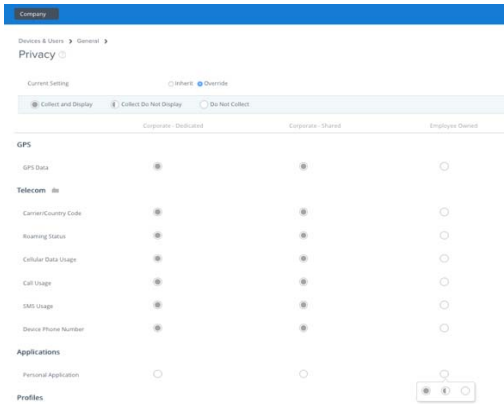 Company
Devices & Users > General >
Privacy
Current Setting Inherit Override
Collect and Display Collect Do Not Display Do Not Collect
Corporate - Dedicated Corporate - Shared Employee Owned
GPS
GPS Data
Telecom
Carrier/Country Code
Roaming Status
Cellular Data Usage
Call Usage
SMS Usage
Device Phone Number
Applications
Personal Application
Profiles